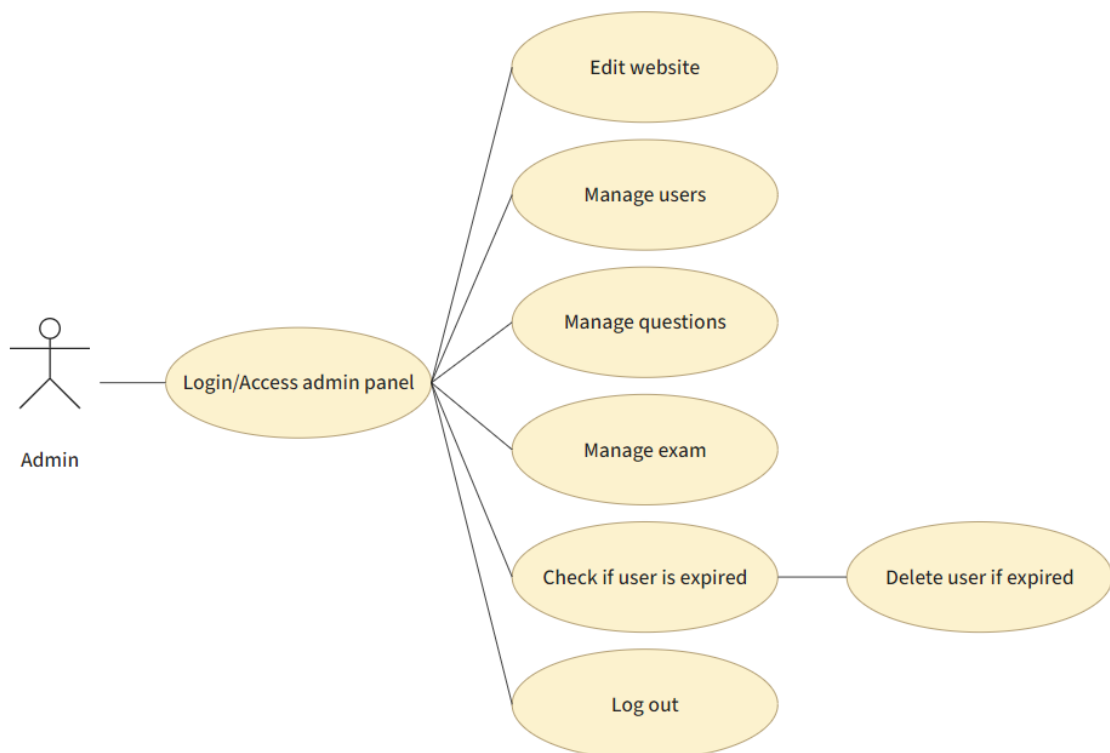 Edit website
Manage users
Manage questions
Login/Access admin panel
Admin
Manage exam
Check if user is expired
Delete user if expired
Log out